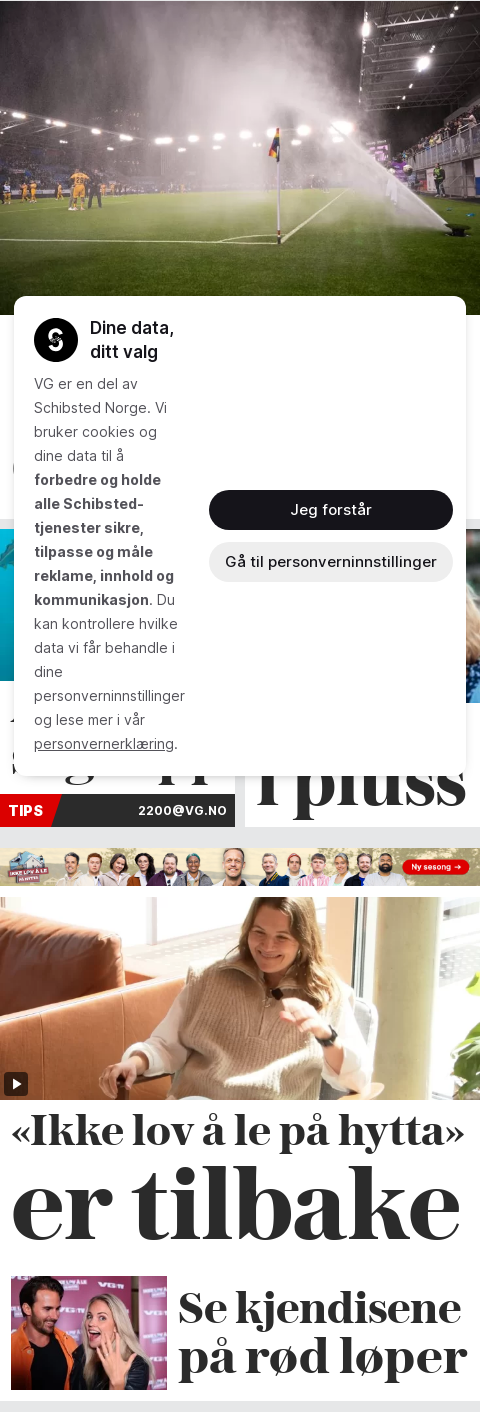 Dine data,
ditt valg
VG er en del av
Schibsted Norge. Vi
bruker cookies og
dine data til å
forbedre og holde
alle Schibsted-
tjenester sikre,
tilpasse og måle
reklame, innhold og
kommunikasjon. Du
kan kontrollere hvilke
data vi får behandle i
dine
personverninnstillinger
og lese mer i vår
personvernerklæring.
Jeg forstår
Gå til personverninnstillinger
i pluss
TIPS
2200@VG.NO
Ny sesong →
«Ikke lov å le på hytta»
er tilbake
Se kjendisene
på rød løper